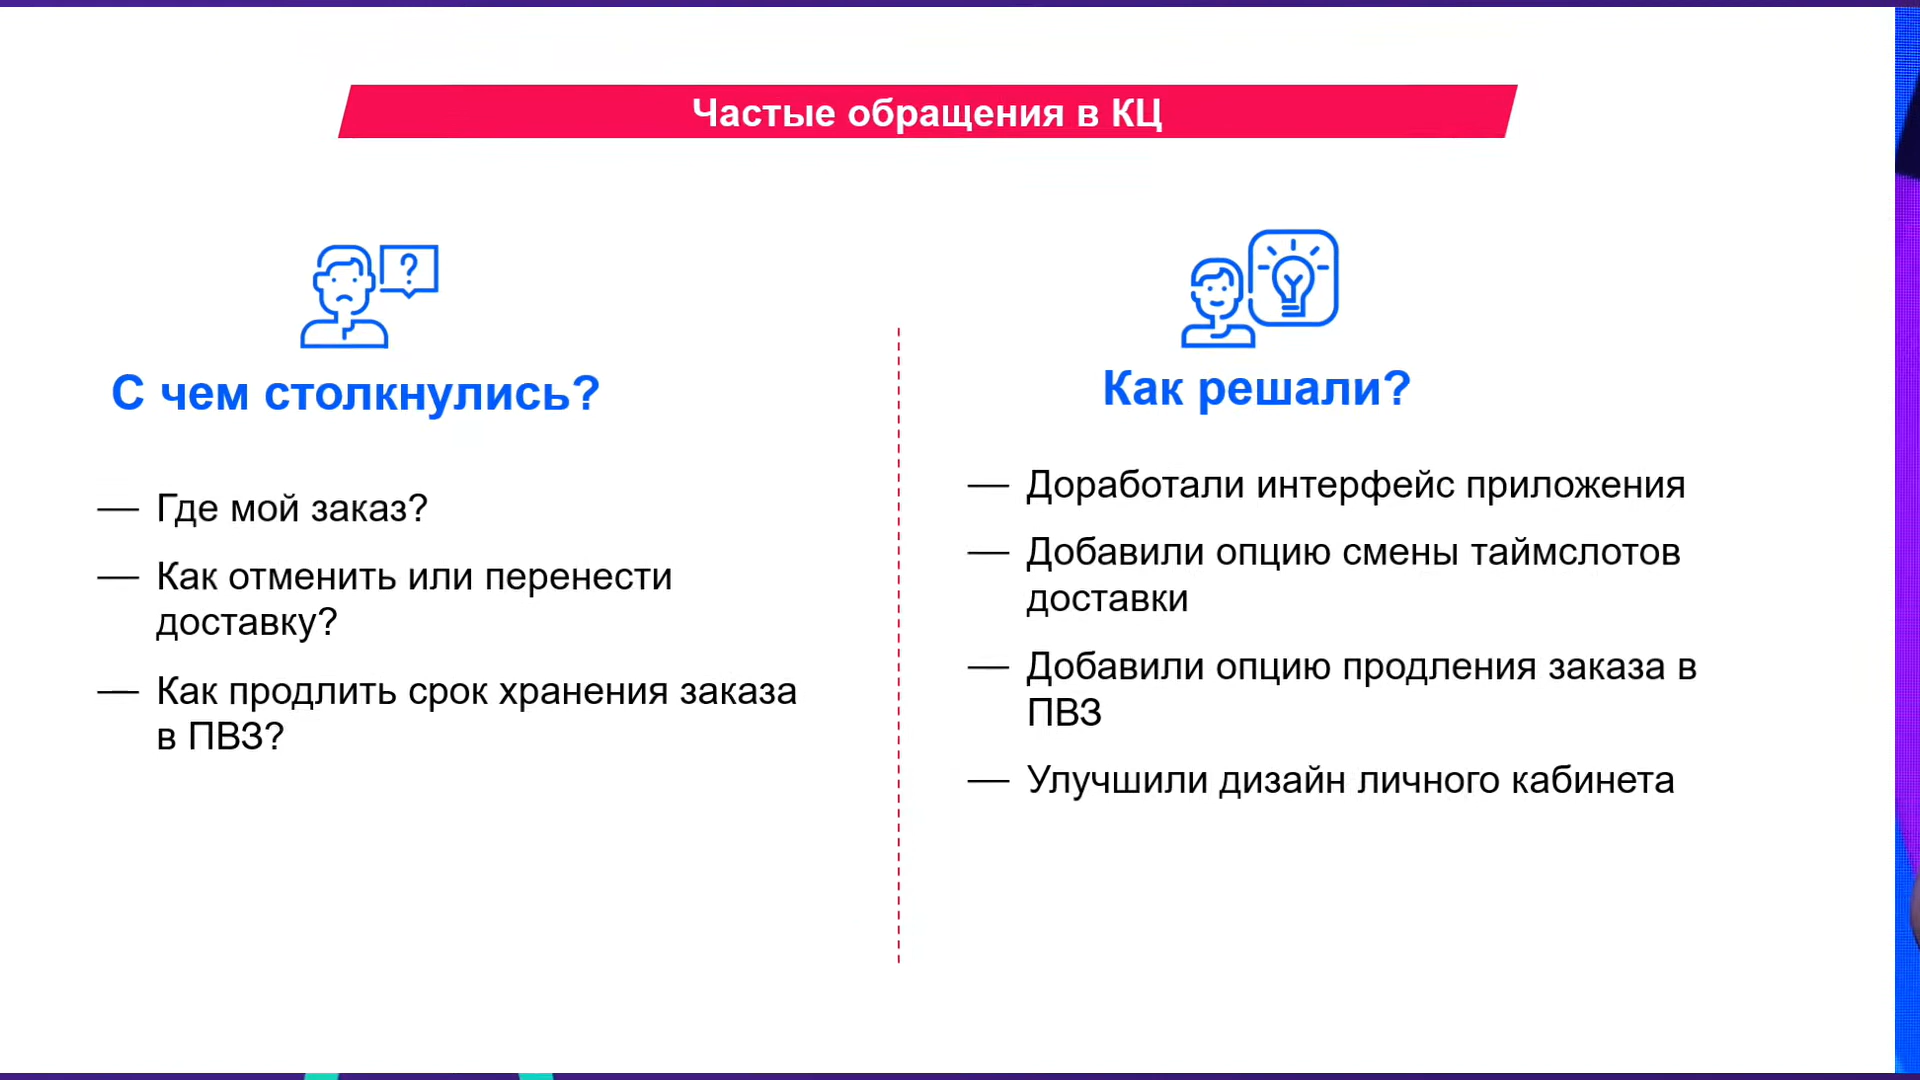 Частые обращения в КЦ
?
С чем столкнулись?
— Где мой заказ?
— Как отменить или перенести
доставку?
— Как продлить срок хранения заказа
в ПВЗ?
Как решали?
— Доработали интерфейс приложения
— Добавили опцию смены таймслотов
доставки
— Добавили опцию продления заказа в
ПВЗ
— Улучшили дизайн личного кабинета